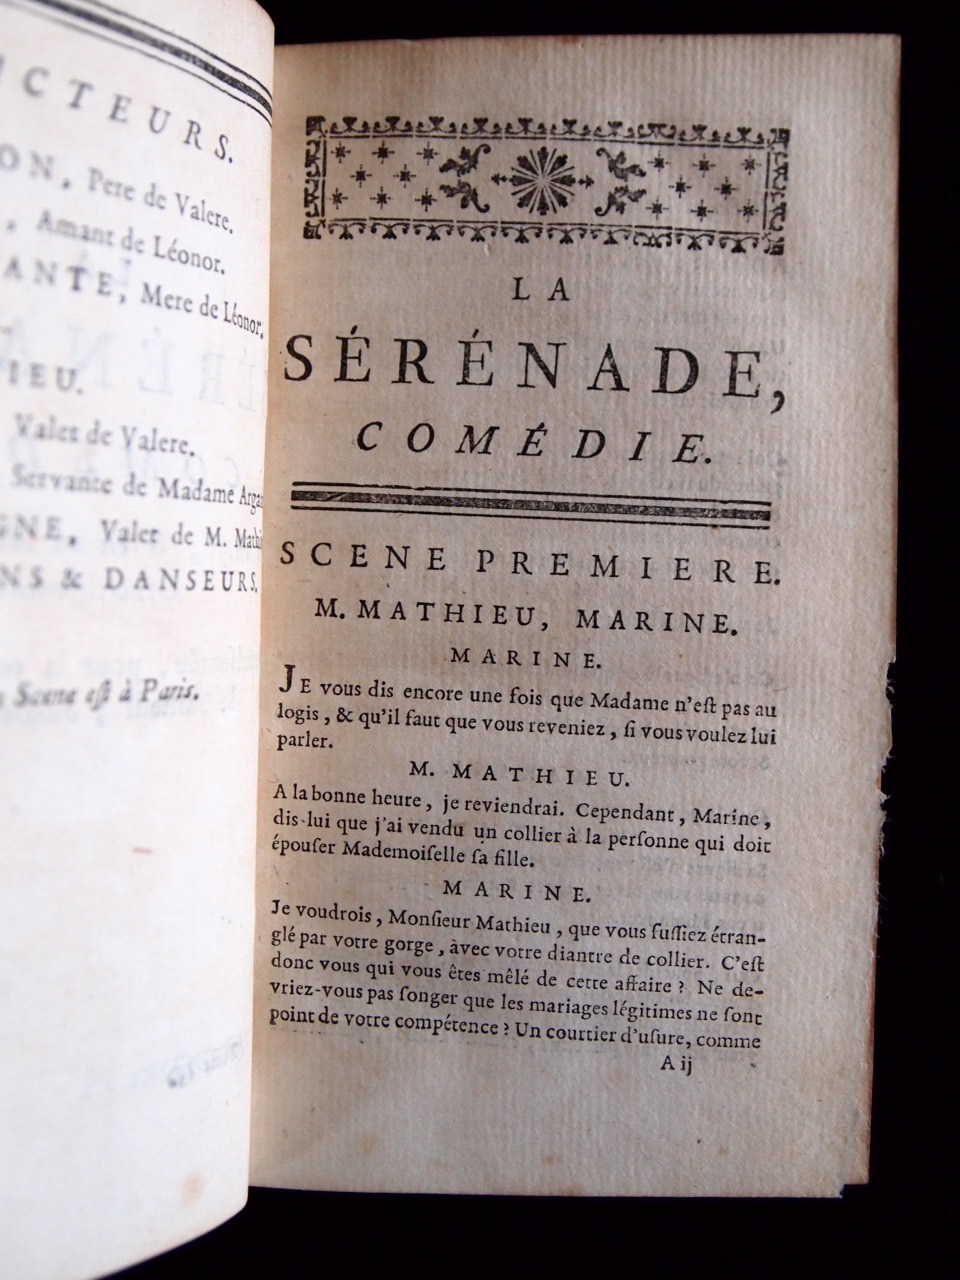 CTEURS.
ON, Pere de Valere.
, Amant de Léonor.
ANTE, Mere de Léonor.
IEU.
Valet de Valere.
Servante de Madame Argan
GNE, Valet de M. Mathi
NS & DANSEURS.
Scene eſt à Paris.
LA
SÉRÉNADE,
COMÉDIE.
SCENE PREMIERE.
M. MATHIEU, MARINE.
MARINE.
JE vous dis encore une fois que Madame n'eſt pas au
logis, & qu'il faut que vous reveniez, ſi vous voulez lui
parler.
M. MATHIEU.
A la bonne heure, je reviendrai. Cependant, Marine,
dis-lui que j'ai vendu un collier à la perſonne qui doit
épouſer Mademoiſelle ſa fille.
MARINE.
Je voudrois, Monſieur Mathieu, que vous fuſſiez étran-
glé par votre gorge, àvec votre diantre de collier. C'eſt
donc vous qui vous êtes mêlé de cette affaire? Ne de-
vriez-vous pas ſonger que les mariages légitimes ne ſont
point de votre compétence? Un courtier d'uſure, comme
A ij